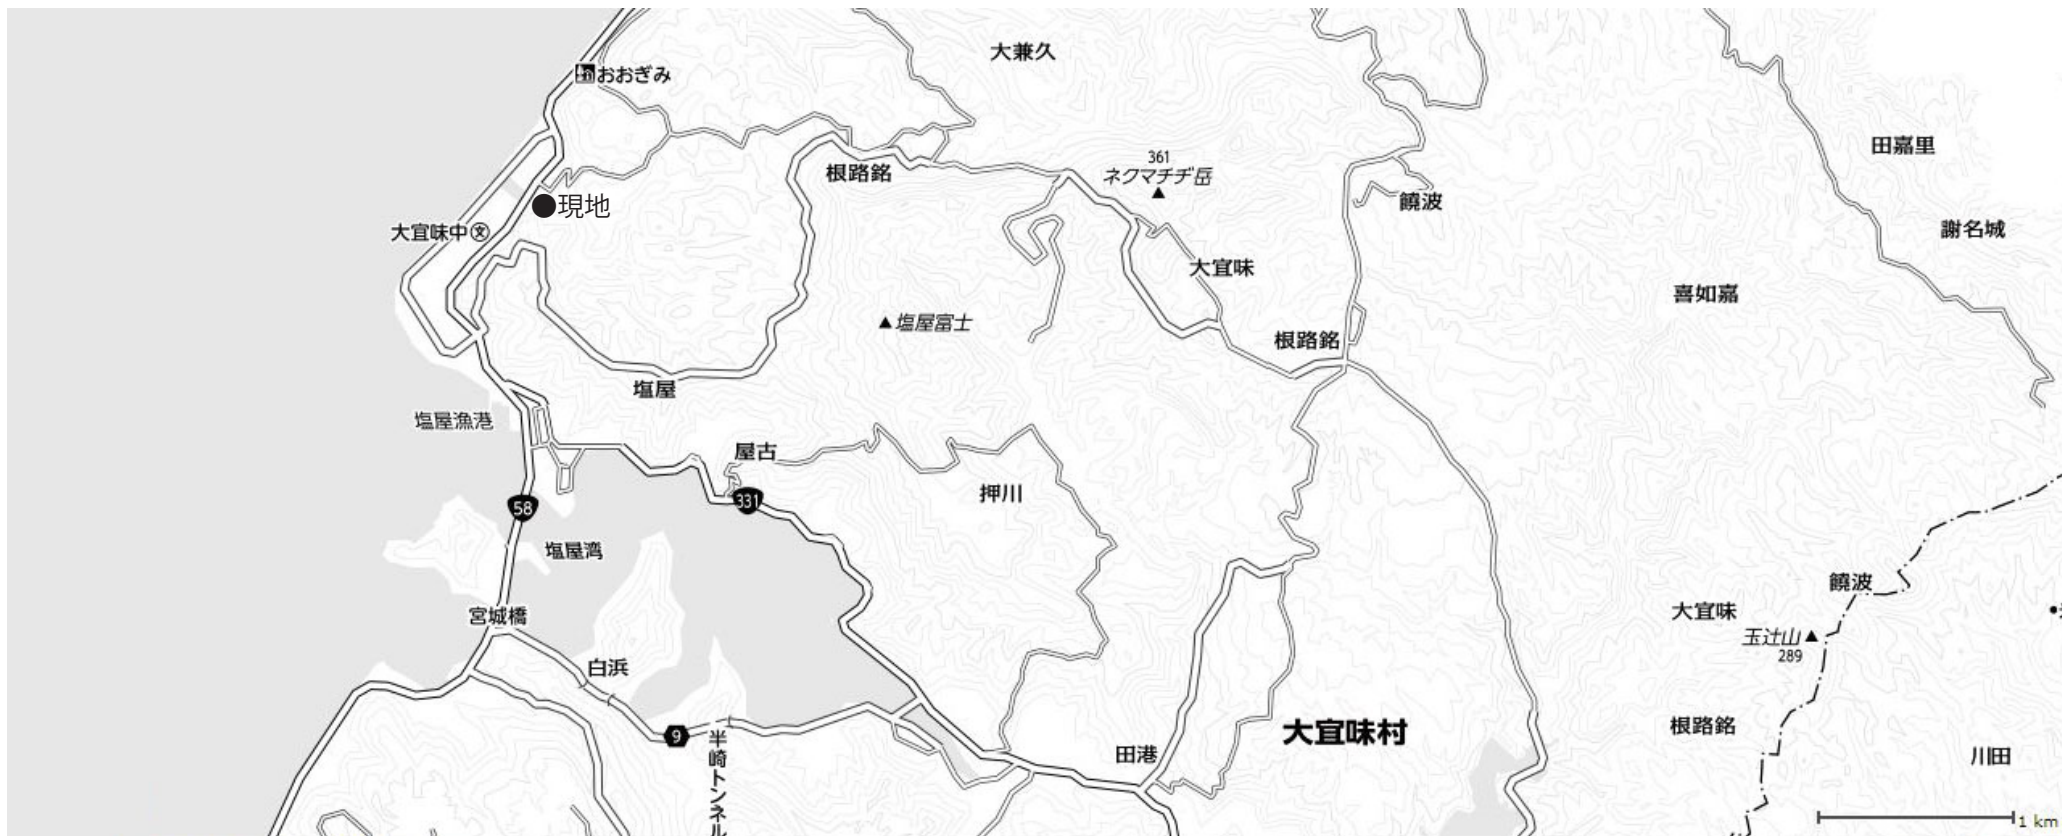 大兼久
おおぎみ
田嘉里
361
ネクマチヂ岳
根路銘
饒波
現地
大宜味中
謝名城
大宜味
喜如嘉
塩屋富士
根路銘
塩屋
塩屋漁港
屋古
押川
331
58
塩屋湾
饒波
宮城橋
大宜味
玉辻山
289
白浜
根路銘
9
大宜味村
半崎トンネル
田港
川田
1 km